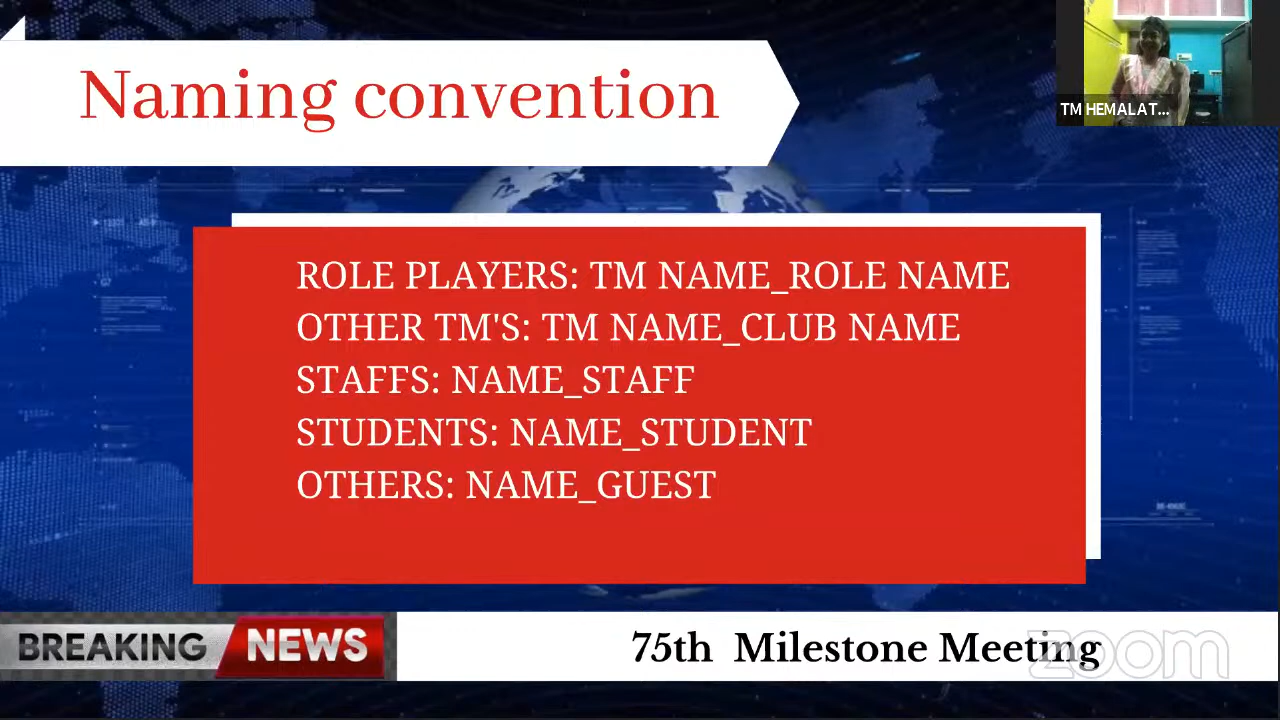 Naming convention
TM HEMALAT...
ROLE PLAYERS: TM NAME_ROLE NAME
OTHER TM'S: TM NAME_CLUB NAME
STAFFS: NAME_STAFF
STUDENTS: NAME_STUDENT
OTHERS: NAME_GUEST
BREAKING NEWS
75th Milestone Meeting
zoom